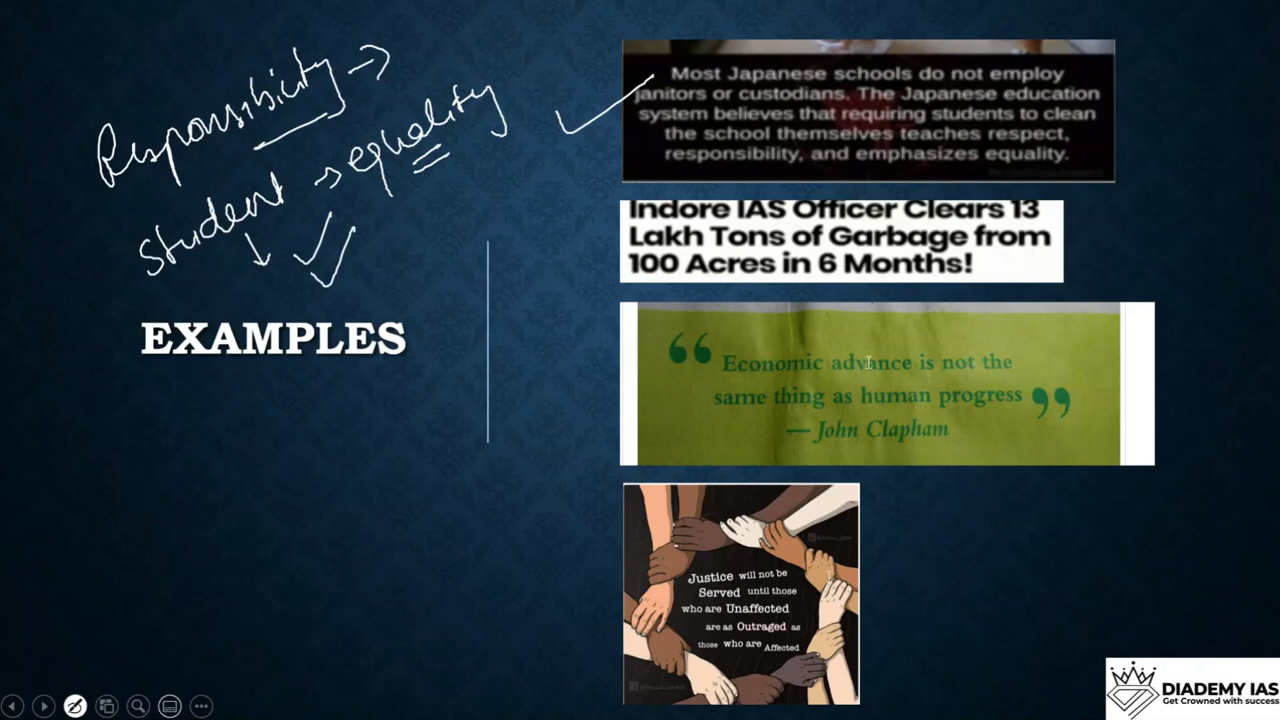 Responsibility →
Student → equality
EXAMPLES
Most Japanese schools do not employ
janitors or custodians. The Japanese education
system believes that requiring students to clean
the school themselves teaches respect,
responsibility, and emphasizes equality.
Indore IAS Officer Clears 13
Lakh Tons of Garbage from
100 Acres in 6 Months!
“ Economic advance is not the
same thing as human progress ”
— John Clapham
Justice will not be
Served until those
who are Unaffected
are as Outraged as
those who are Affected
DIADEMY IAS
Get Crowned with success